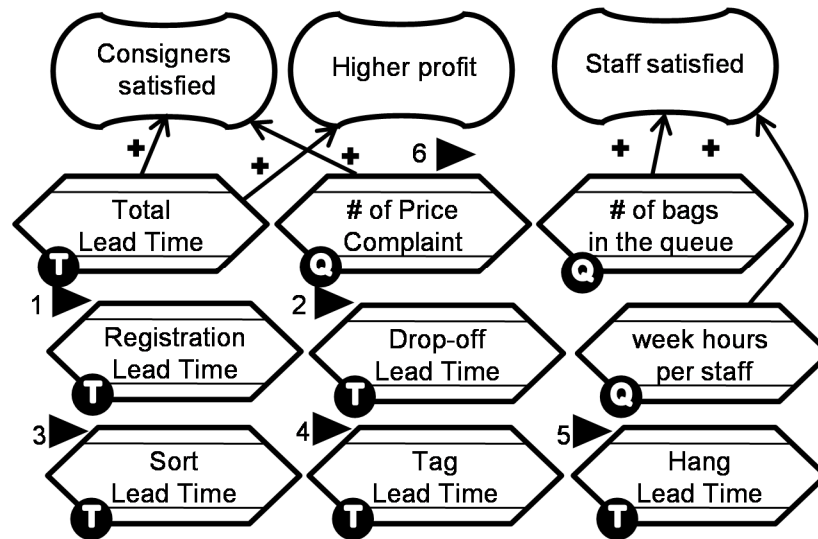 Consigners
satisfied
Higher profit
Staff satisfied
+
+
+
6
+
+
Total
Lead Time
T
# of Price
Complaint
Q
# of bags
in the queue
Q
1
Registration
Lead Time
T
2
Drop-off
Lead Time
T
week hours
per staff
Q
3
Sort
Lead Time
T
4
Tag
Lead Time
T
5
Hang
Lead Time
T